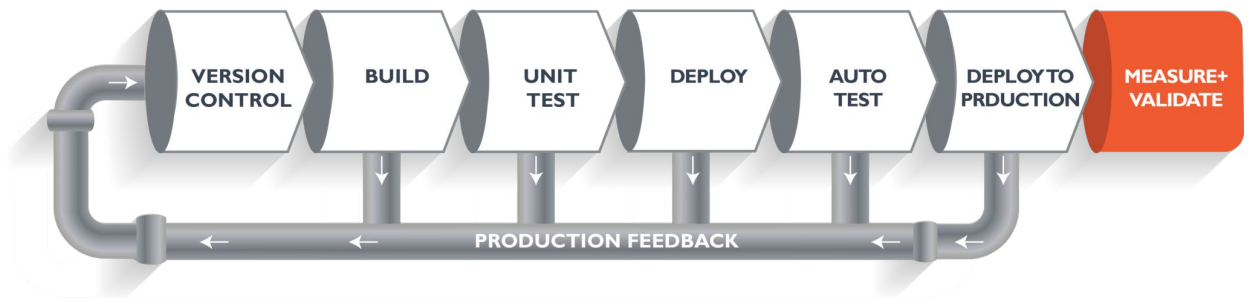 VERSION
CONTROL
BUILD
UNIT
TEST
DEPLOY
AUTO
TEST
DEPLOY TO
PRDUCTION
MEASURE+
VALIDATE
PRODUCTION FEEDBACK